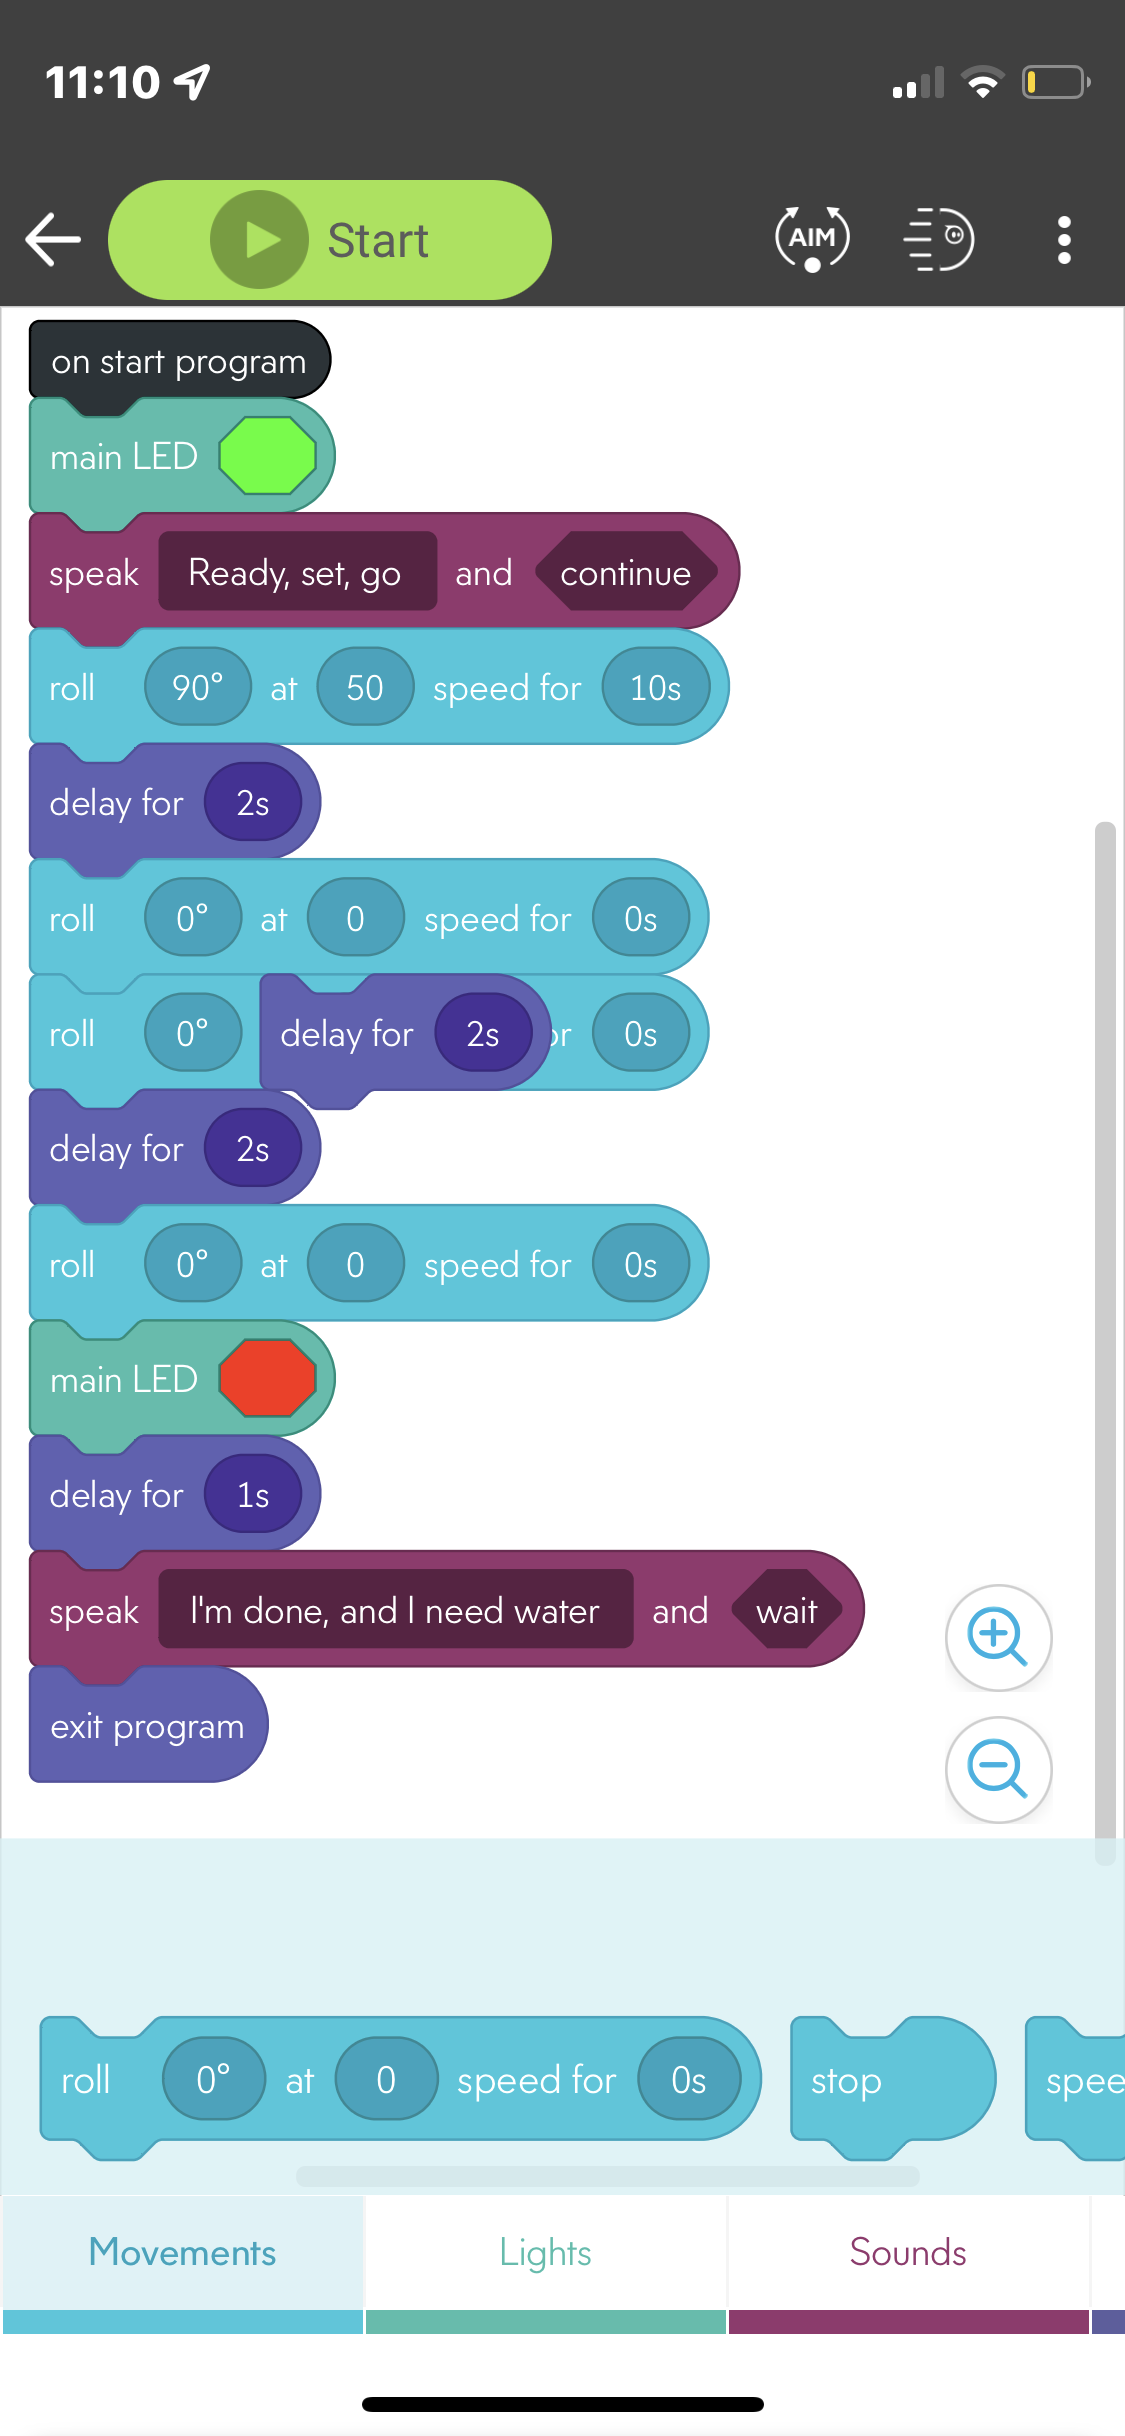 11:10
Start
AIM
on start program
main LED
speak Ready, set, go and continue
roll 90° at 50 speed for 10s
delay for 2s
roll 0° at 0 speed for 0s
roll 0° delay for 2s or 0s
delay for 2s
roll 0° at 0 speed for 0s
main LED
delay for 1s
speak I'm done, and I need water and wait
exit program
roll 0° at 0 speed for 0s stop spee
Movements Lights Sounds